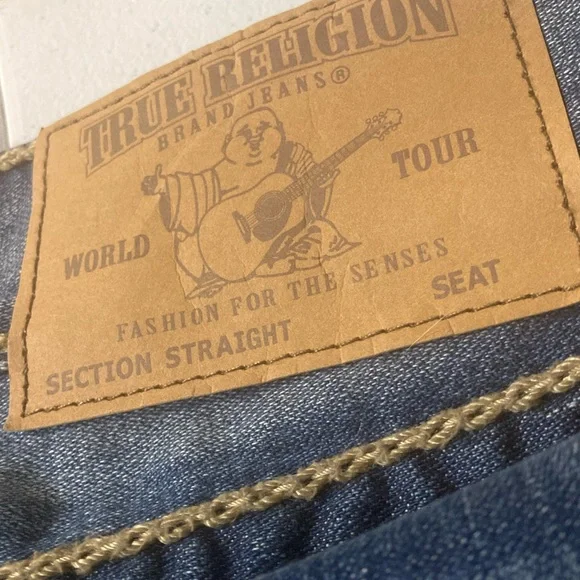 TRUE RELIGION
BRAND JEANS®
WORLD TOUR
FASHION FOR THE SENSES
SECTION STRAIGHT SEAT